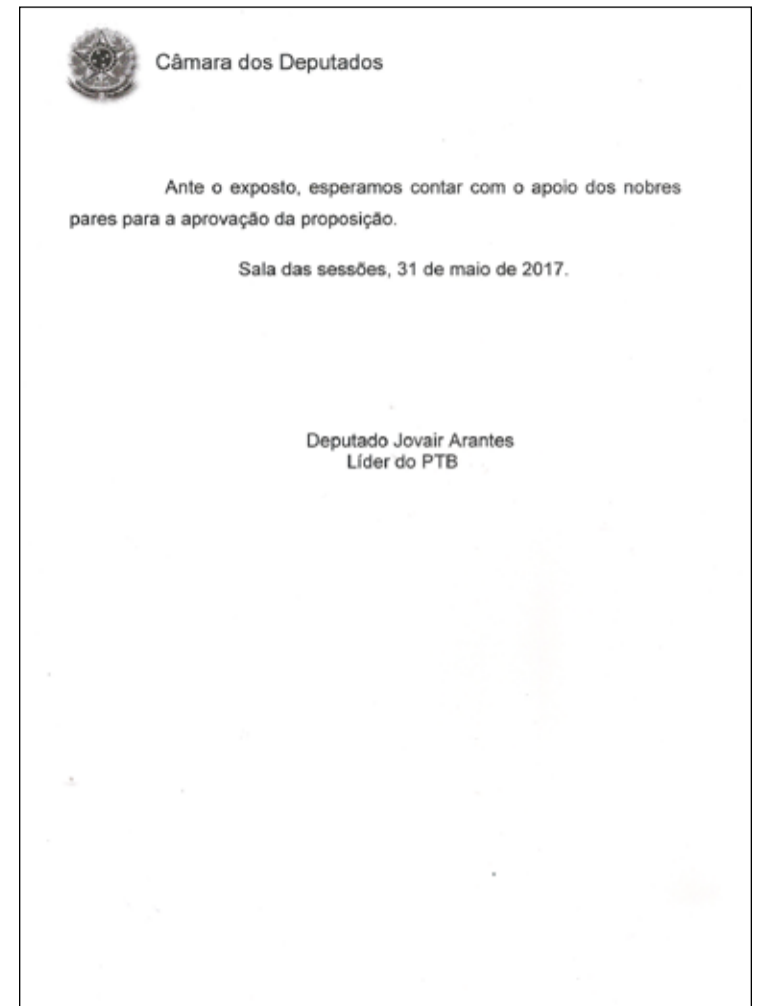 Câmara dos Deputados
Ante o exposto, esperamos contar com o apoio dos nobres
pares para a aprovação da proposição.
Sala das sessões, 31 de maio de 2017.
Deputado Jovair Arantes
Líder do PTB